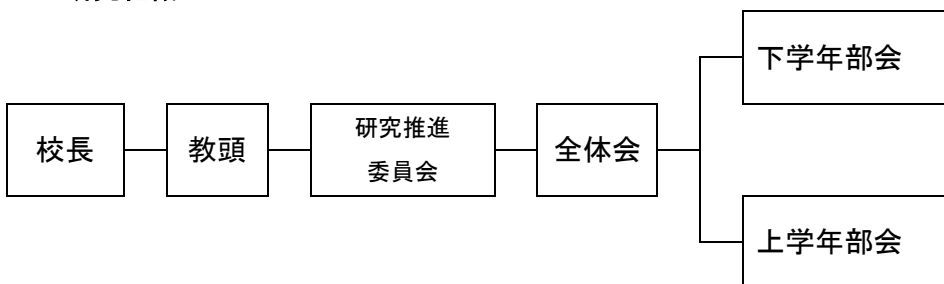 下学年部会
校長
教頭
研究推進
委員会
全体会
上学年部会